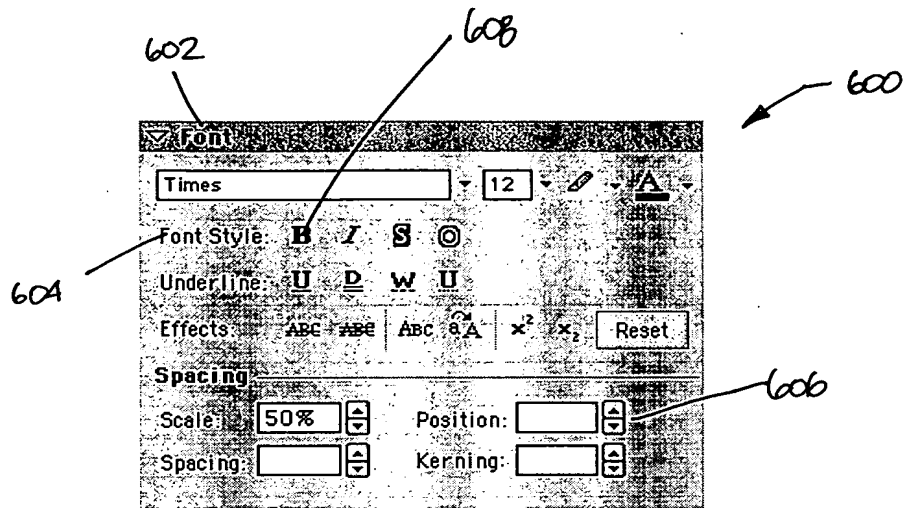 602 608
600
Font
Times 12 A
Font Style: B I S O
604
Underline: U D W U
Effects: ABC ABC ABC aA x² x₂ Reset
Spacing
606
Scale: 50% Position:
Spacing: Kerning: